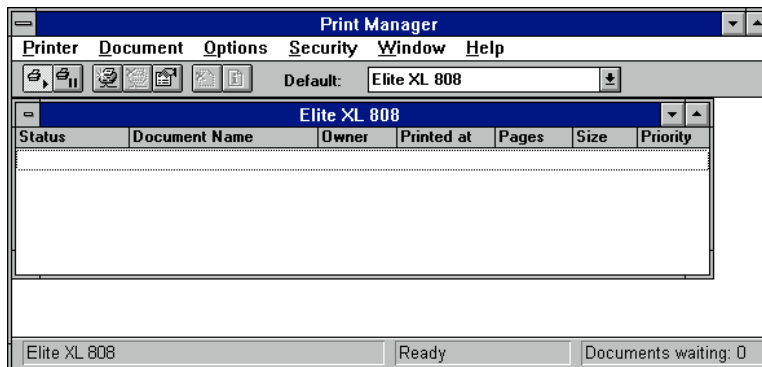 Print Manager
Printer Document Options Security Window Help
Default: Elite XL 808
Elite XL 808
Status Document Name Owner Printed at Pages Size Priority
Elite XL 808 Ready Documents waiting: 0